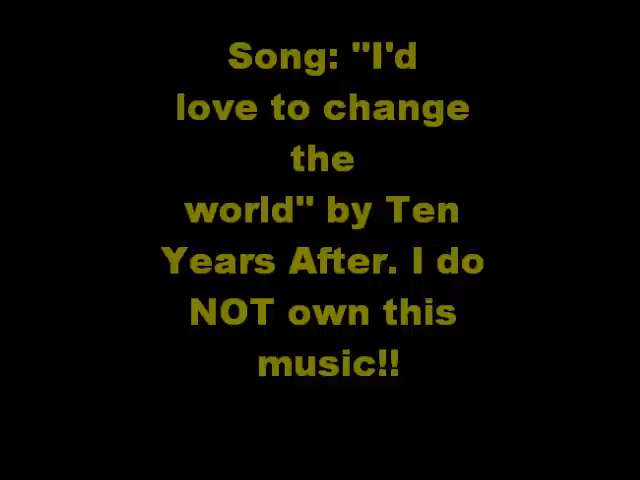 Song: "I'd
love to change
the
world" by Ten
Years After. I do
NOT own this
music!!